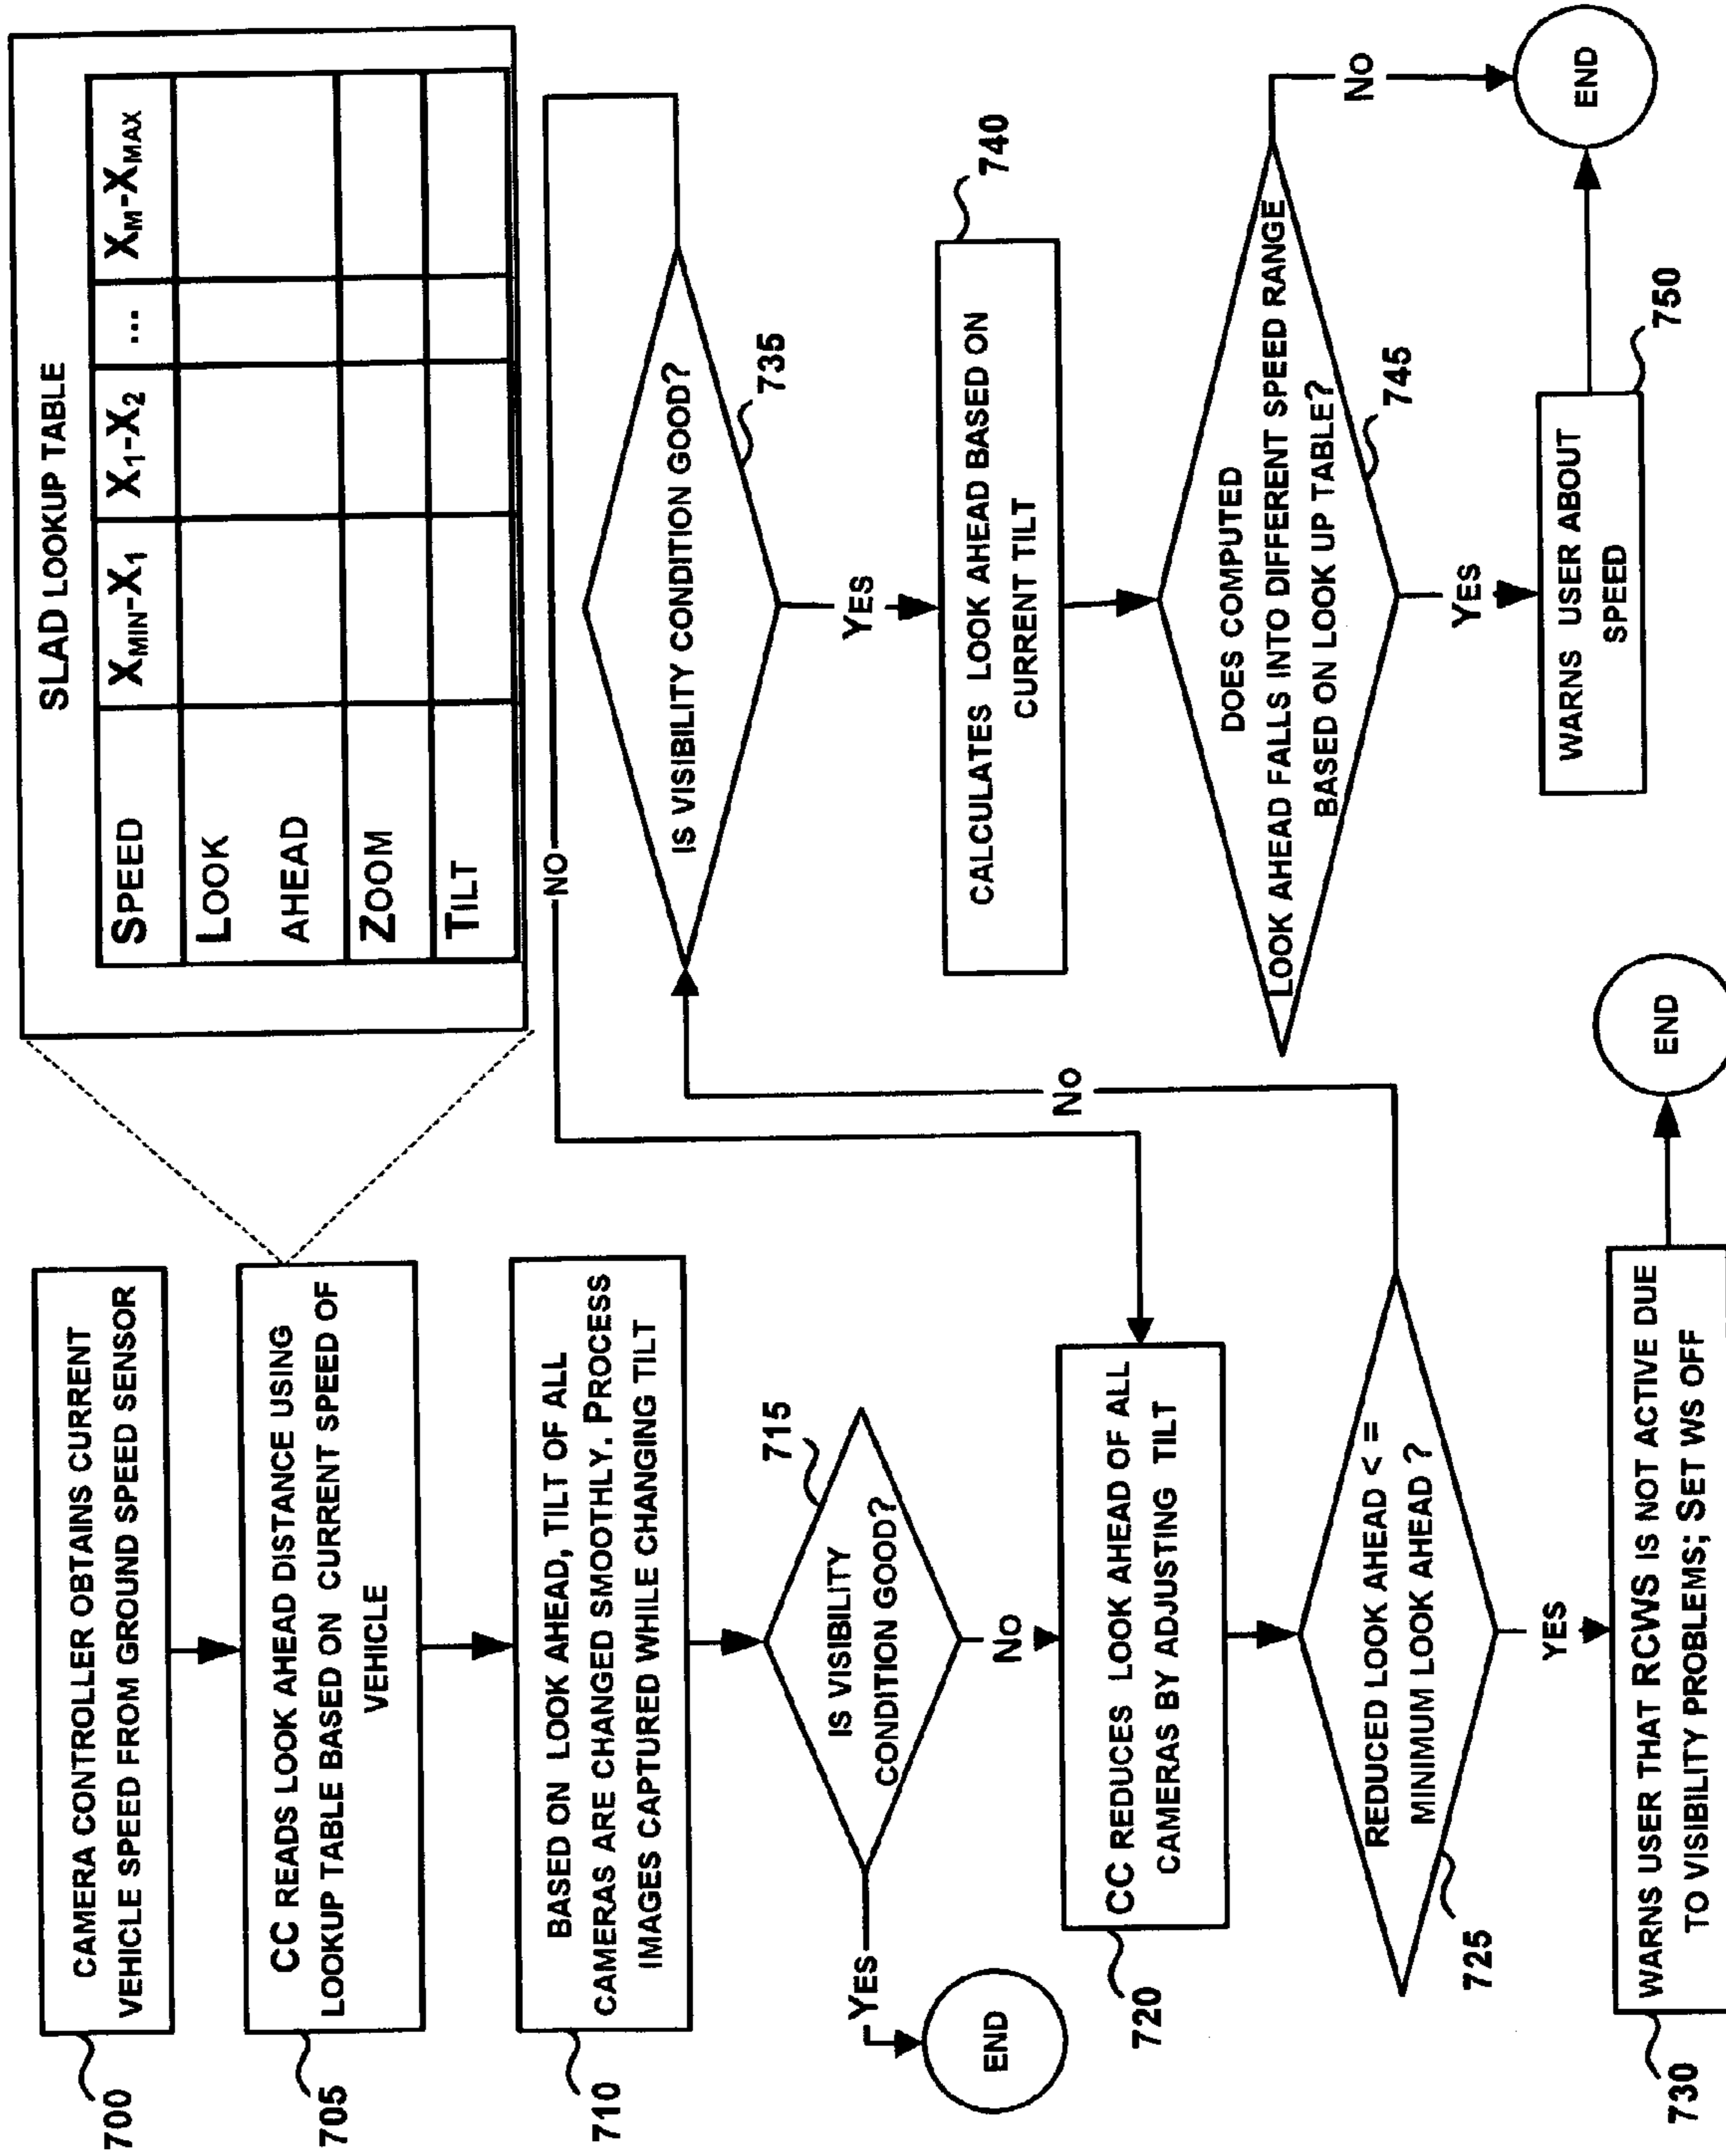 700
CAMERA CONTROLLER OBTAINS CURRENT
VEHICLE SPEED FROM GROUND SPEED SENSOR
705
CC READS LOOK AHEAD DISTANCE USING
LOOKUP TABLE BASED ON CURRENT SPEED OF
VEHICLE
710
BASED ON LOOK AHEAD, TILT OF ALL
CAMERAS ARE CHANGED SMOOTHLY. PROCESS
IMAGES CAPTURED WHILE CHANGING TILT
715
IS VISIBILITY
CONDITION GOOD?
YES
END
NO
720
CC REDUCES LOOK AHEAD OF ALL
CAMERAS BY ADJUSTING TILT
725
REDUCED LOOK AHEAD < =
MINIMUM LOOK AHEAD ?
NO
YES
730
WARNS USER THAT RCWS IS NOT ACTIVE DUE
TO VISIBILITY PROBLEMS; SET WS OFF
END
SLAD LOOKUP TABLE
SPEED XMIN-X1 X1-X2 ... XM-XMAX
LOOK
AHEAD
ZOOM
TILT
NO
IS VISIBILITY CONDITION GOOD?
735
YES
740
CALCULATES LOOK AHEAD BASED ON
CURRENT TILT
DOES COMPUTED
LOOK AHEAD FALLS INTO DIFFERENT SPEED RANGE
BASED ON LOOK UP TABLE?
745
NO
YES
750
WARNS USER ABOUT
SPEED
END